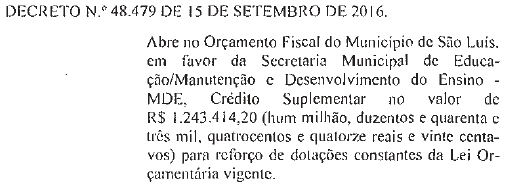 DECRETO N.º 48.479 DE 15 DE SETEMBRO DE 2016.
Abre no Orçamento Fiscal do Município de São Luís,
em favor da Secretaria Municipal de Educa-
ção/Manutenção e Desenvolvimento do Ensino -
MDE, Crédito Suplementar no valor de
R$ 1.243.414,20 (hum milhão, duzentos e quarenta e
três mil, quatrocentos e quatorze reais e vinte centa-
vos) para reforço de dotações constantes da Lei Or-
çamentária vigente.